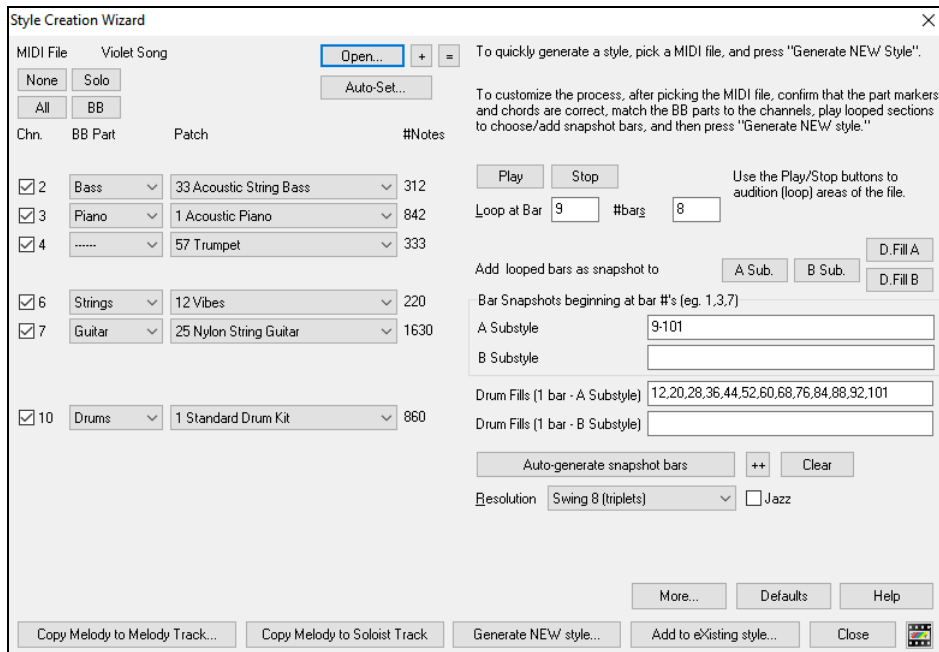 Style Creation Wizard
MIDI File Violet Song
Open... + =
None Solo
Auto-Set...
All BB
Chn. BB Part Patch #Notes
2 Bass 33 Acoustic String Bass 312
3 Piano 1 Acoustic Piano 842
4 ------ 57 Trumpet 333
6 Strings 12 Vibes 220
7 Guitar 25 Nylon String Guitar 1630
10 Drums 1 Standard Drum Kit 860
To quickly generate a style, pick a MIDI file, and press "Generate NEW Style".
To customize the process, after picking the MIDI file, confirm that the part markers
and chords are correct, match the BB parts to the channels, play looped sections
to choose/add snapshot bars, and then press "Generate NEW style."
Play Stop
Use the Play/Stop buttons to
audition (loop) areas of the file.
Loop at Bar 9 #bars 8
D.Fill A
Add looped bars as snapshot to A Sub. B Sub.
D.Fill B
Bar Snapshots beginning at bar #'s (eg. 1,3,7)
A Substyle 9-101
B Substyle
Drum Fills (1 bar - A Substyle) 12,20,28,36,44,52,60,68,76,84,88,92,101
Drum Fills (1 bar - B Substyle)
Auto-generate snapshot bars ++ Clear
Resolution Swing 8 (triplets) Jazz
More... Defaults Help
Copy Melody to Melody Track... Copy Melody to Soloist Track Generate NEW style... Add to eXisting style... Close